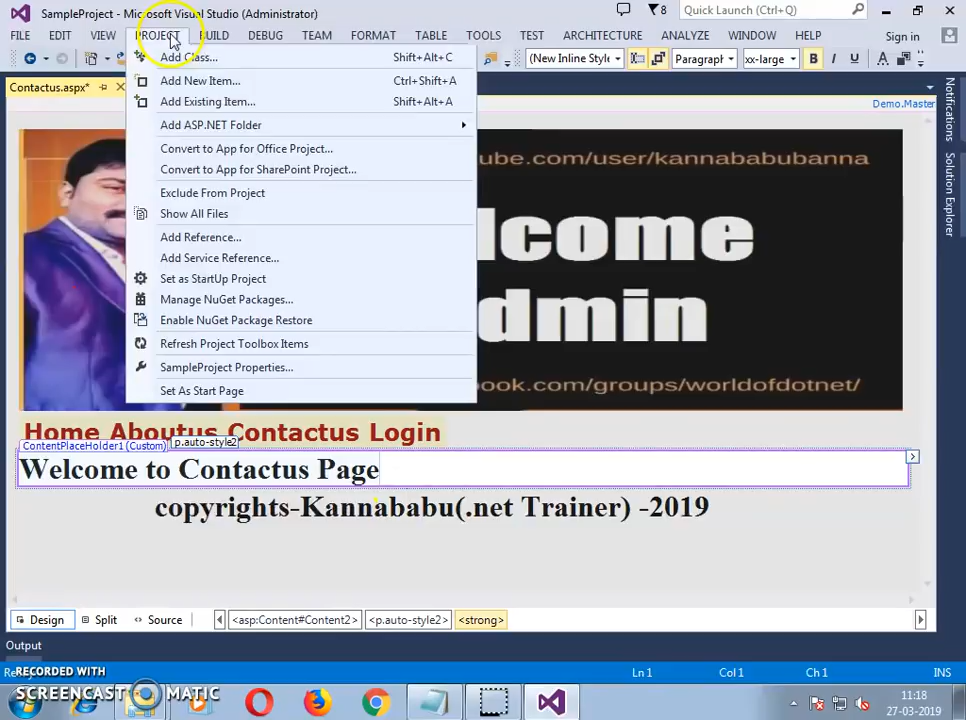 SampleProject - Microsoft Visual Studio (Administrator)
8
Quick Launch (Ctrl+Q)
FILE EDIT VIEW PROJECT BUILD DEBUG TEAM FORMAT TABLE TOOLS TEST ARCHITECTURE ANALYZE WINDOW HELP Sign in
(New Inline Style) Paragraph xx-large B I U A
Contactus.aspx*
Demo.Master
Add Class... Shift+Alt+C
Add New Item... Ctrl+Shift+A
Add Existing Item... Shift+Alt+A
Add ASP.NET Folder
Convert to App for Office Project...
Convert to App for SharePoint Project...
Exclude From Project
Show All Files
Add Reference...
Add Service Reference...
Set as StartUp Project
Manage NuGet Packages...
Enable NuGet Package Restore
Refresh Project Toolbox Items
SampleProject Properties...
Set As Start Page
ube.com/user/kannababubanna
lcome
dmin
ook.com/groups/worldofdotnet/
Notifications
Solution Explorer
Home Aboutus Contactus Login
ContentPlaceHolder1 (Custom) p.auto-style2
Welcome to Contactus Page
copyrights-Kannababu(.net Trainer) -2019
Design Split Source <asp:Content#Content2> <p.auto-style2> <strong>
Output
Ln 1 Col 1 Ch 1 INS
RECORDED WITH
SCREENCAST MATIC
11:18
27-03-2019